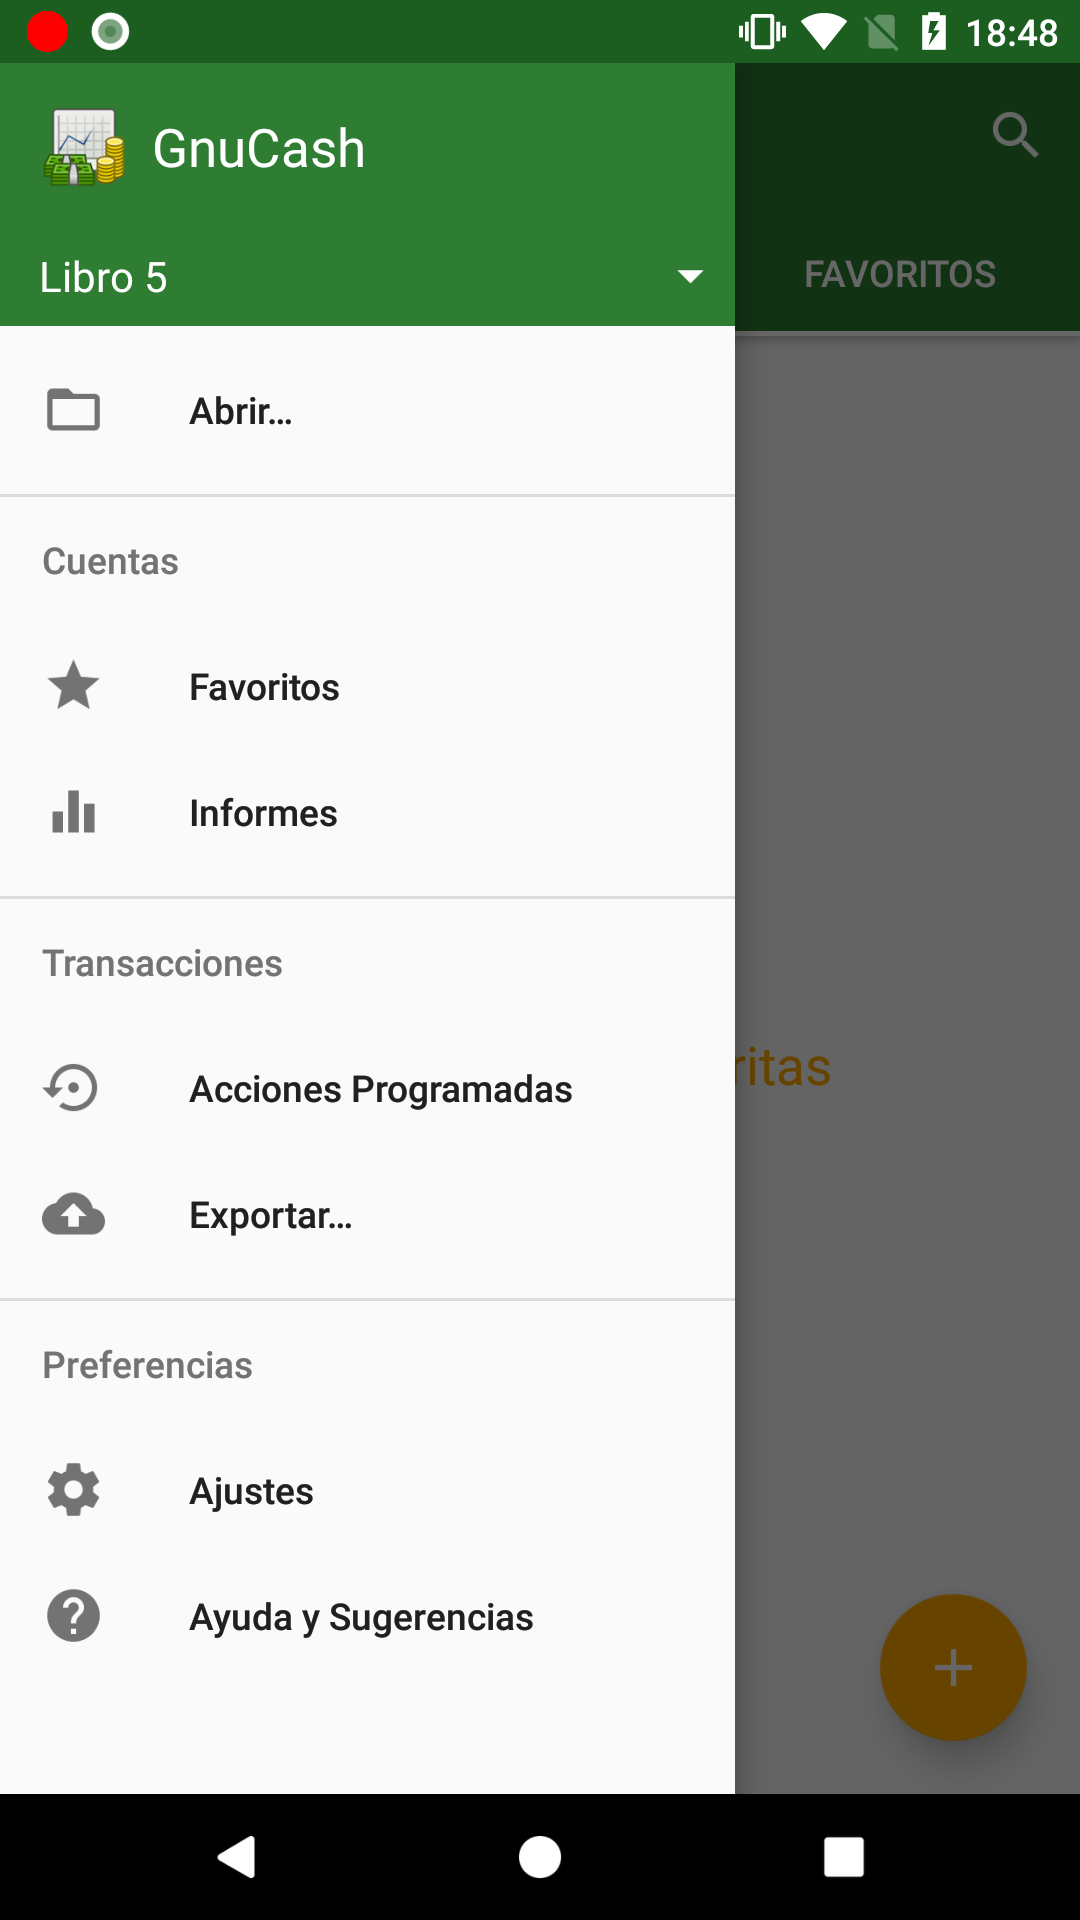 18:48
GnuCash
Libro 5
FAVORITOS
Abrir...
Cuentas
Favoritos
Informes
Transacciones
ritas
Acciones Programadas
Exportar...
Preferencias
Ajustes
Ayuda y Sugerencias